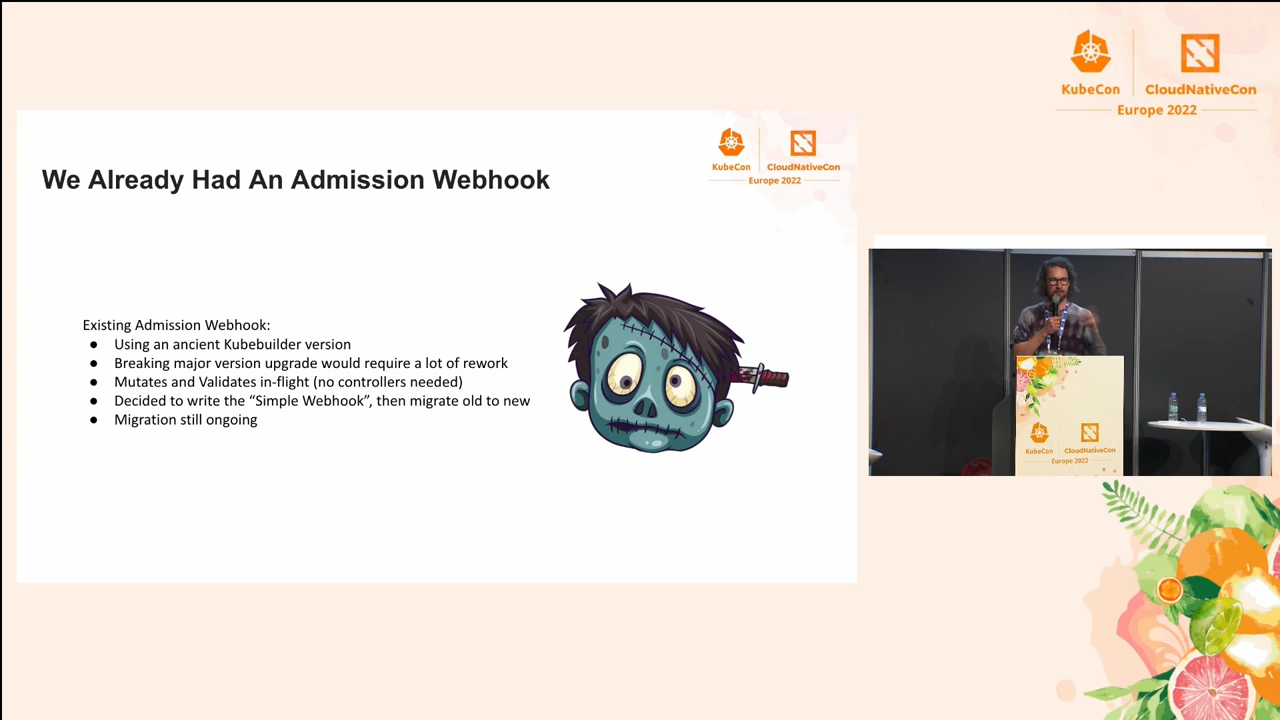 KubeCon
CloudNativeCon
Europe 2022
KubeCon
CloudNativeCon
Europe 2022
We Already Had An Admission Webhook
Existing Admission Webhook:
● Using an ancient Kubebuilder version
● Breaking major version upgrade would require a lot of rework
● Mutates and Validates in-flight (no controllers needed)
● Decided to write the “Simple Webhook”, then migrate old to new
● Migration still ongoing
KubeCon
CloudNativeCon
Europe 2022